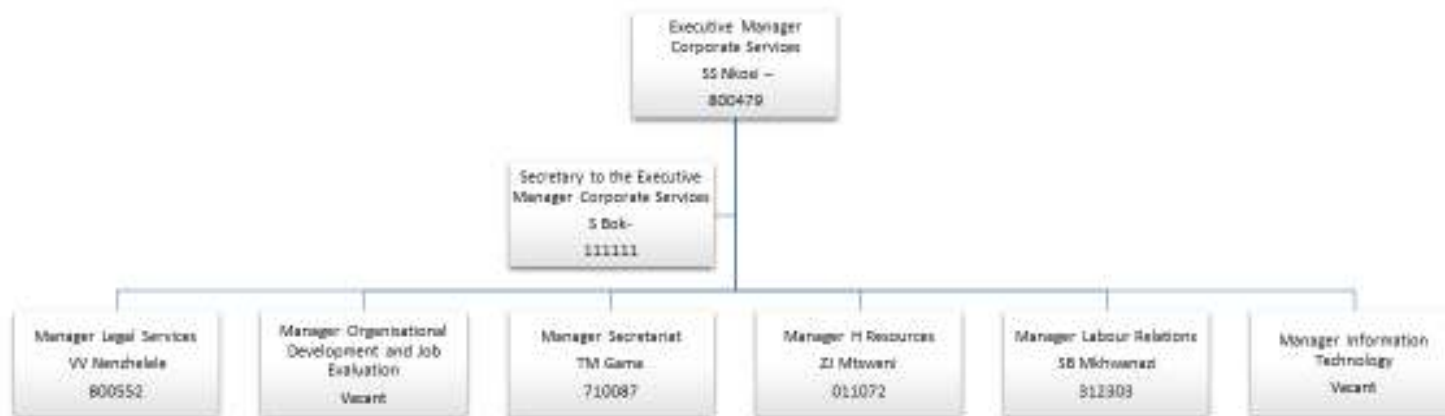 Executive Manager
Corporate Services
SS Nkosi –
800479
Secretary to the Executive
Manager Corporate Services
S Bok-
111111
Manager Legal Services
VV Nenzhelele
800552
Manager Organisational
Development and Job
Evaluation
Vacant
Manager Secretariat
TM Gama
710087
Manager H Resources
ZJ Mtsweni
011072
Manager Labour Relations
SB Mkhwanazi
312303
Manager Information
Technology
Vacant